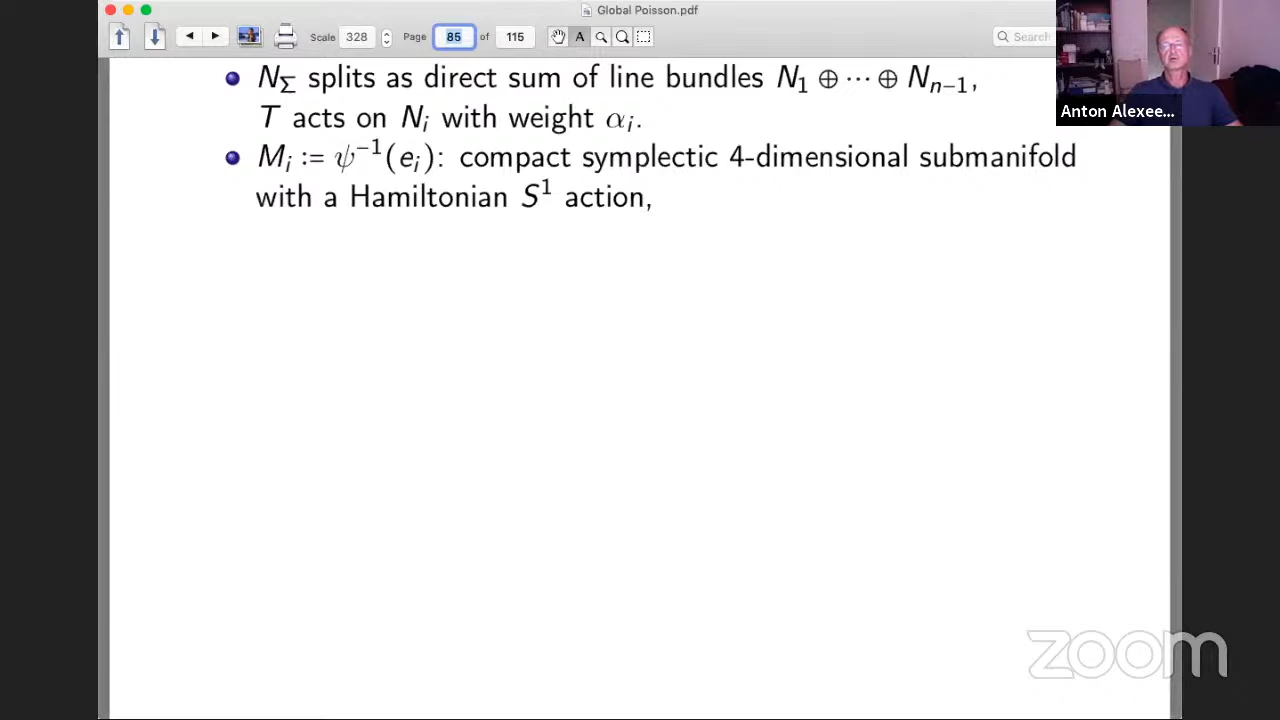 Global Poisson.pdf
Scale 328 Page 85 of 115 A Search
N_Σ splits as direct sum of line bundles N₁ ⊕ ··· ⊕ N_{n−1},
T acts on N_i with weight α_i.
M_i := ψ^{−1}(e_i): compact symplectic 4-dimensional submanifold
with a Hamiltonian S¹ action,
Anton Alexee...
zoom